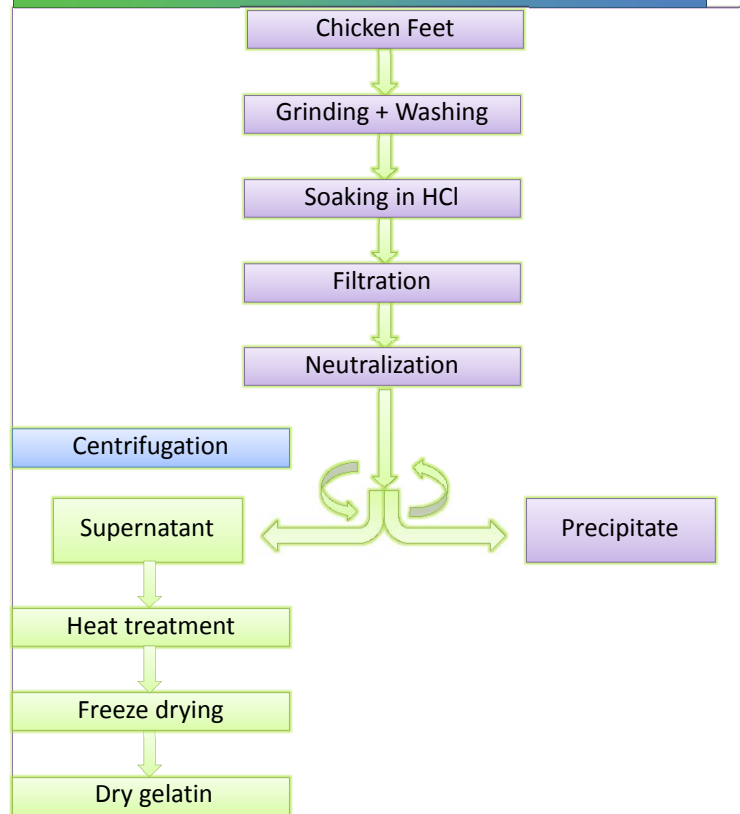 Chicken Feet
Grinding + Washing
Soaking in HCl
Filtration
Neutralization
Centrifugation
Supernatant
Precipitate
Heat treatment
Freeze drying
Dry gelatin